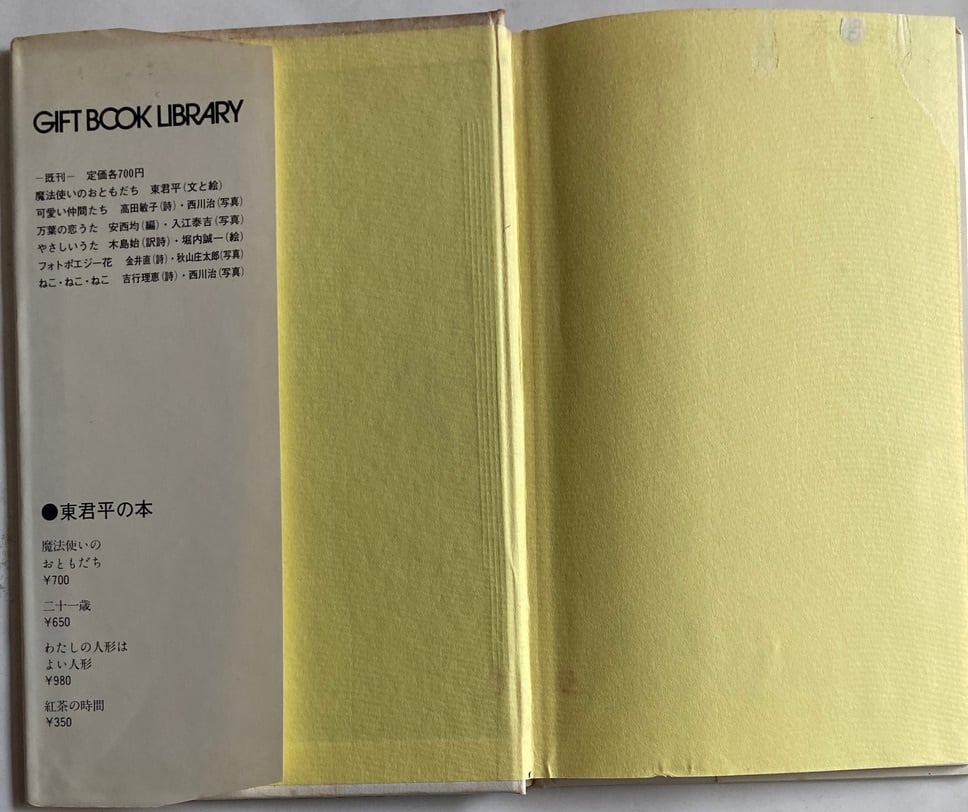 GIFT BOOK LIBRARY
―既刊― 定価各700円
魔法使いのおともだち 東君平(文と絵)
可愛い仲間たち 高田敏子(詩)・西川治(写真)
万葉の恋うた 安西均(編)・入江泰吉(写真)
やさしいうた 木島始(訳詩)・堀内誠一(絵)
フォトポエジー花 金井直(詩)・秋山庄太郎(写真)
ねこ・ねこ・ねこ 吉行理恵(詩)・西川治(写真)
●東君平の本
魔法使いの
おともだち
¥700
二十一歳
¥650
わたしの人形は
よい人形
¥980
紅茶の時間
¥350